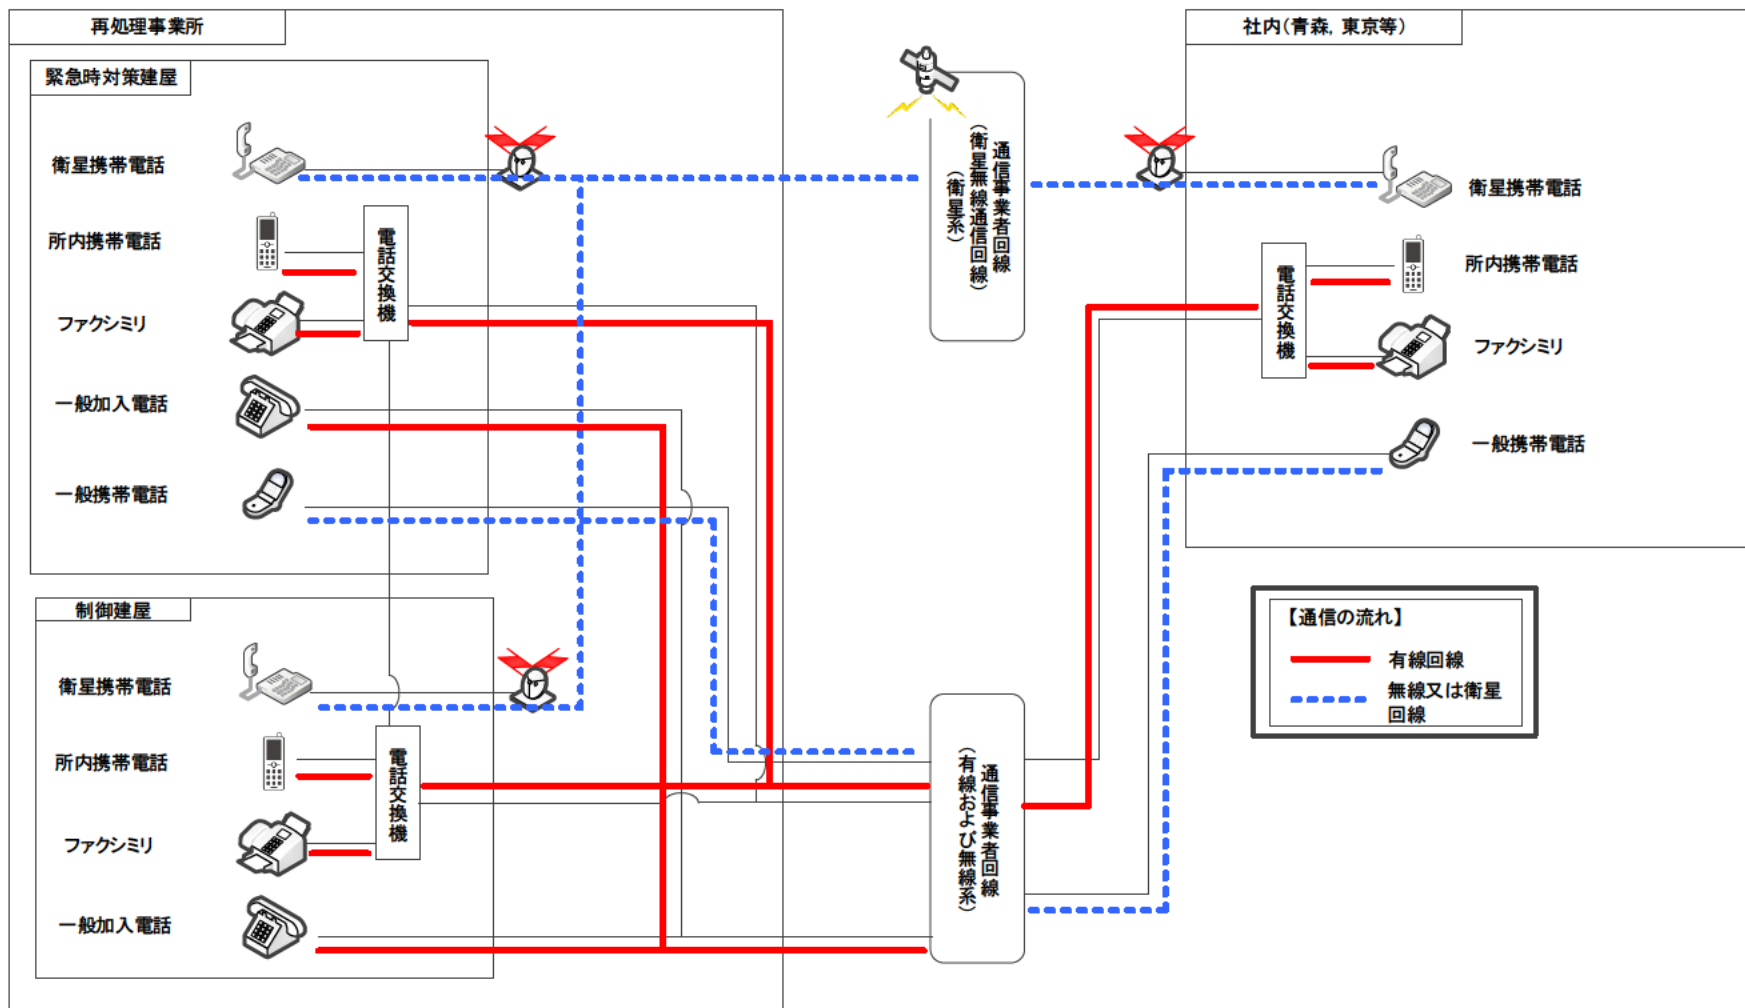 再処理事業所
緊急時対策建屋
衛星携帯電話
所内携帯電話
電話交換機
ファクシミリ
一般加入電話
一般携帯電話
制御建屋
衛星携帯電話
所内携帯電話
電話交換機
ファクシミリ
一般加入電話
通信事業者回線
（衛星無線通信回線）
（衛星系）
通信事業者回線
（有線および無線系）
社内（青森，東京等）
衛星携帯電話
所内携帯電話
電話交換機
ファクシミリ
一般携帯電話
【通信の流れ】
有線回線
無線又は衛星
回線